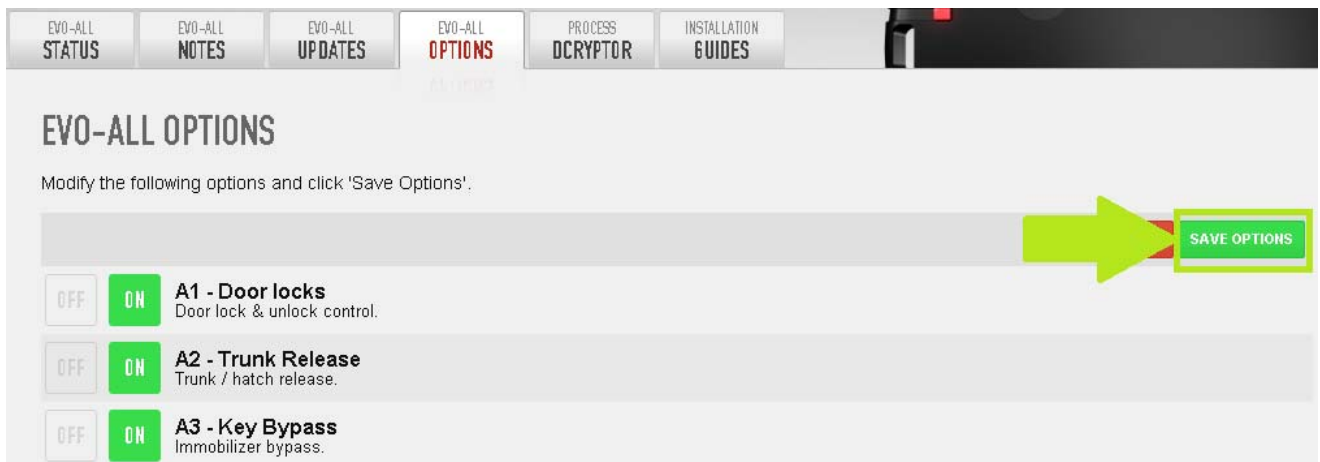 EVO-ALL EVO-ALL EVO-ALL EVO-ALL PROCESS INSTALLATION
STATUS NOTES UPDATES OPTIONS DCRYPTOR GUIDES
EVO-ALL OPTIONS
Modify the following options and click 'Save Options'.
SAVE OPTIONS
OFF ON A1 - Door locks
Door lock & unlock control.
OFF ON A2 - Trunk Release
Trunk / hatch release.
OFF ON A3 - Key Bypass
Immobilizer bypass.